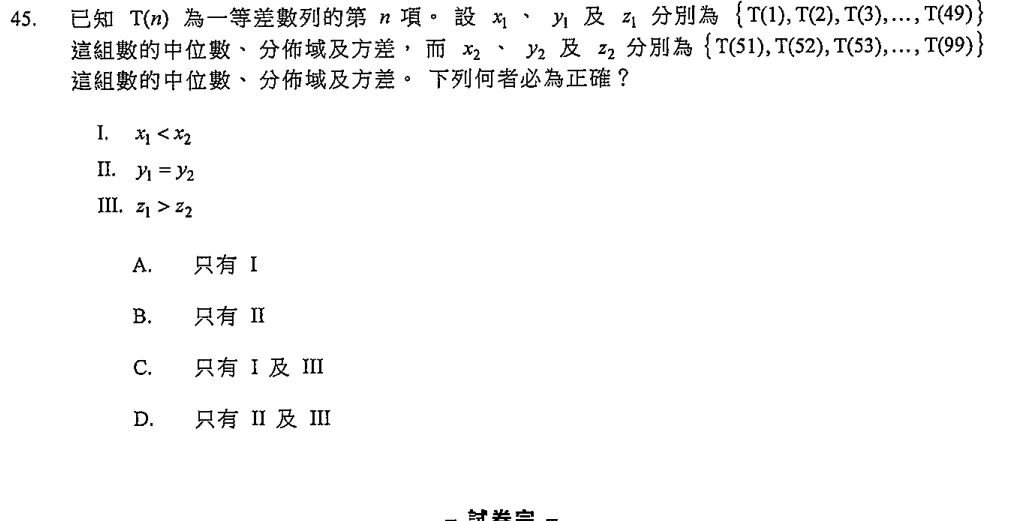 45. 已知 T(n) 為一等差數列的第 n 項。設 x₁、 y₁ 及 z₁ 分別為 {T(1), T(2), T(3),..., T(49)}
這組數的中位數、分佈域及方差，而 x₂、 y₂ 及 z₂ 分別為 {T(51), T(52), T(53),..., T(99)}
這組數的中位數、分佈域及方差。下列何者必為正確？
I. x₁ < x₂
II. y₁ = y₂
III. z₁ > z₂
A. 只有 I
B. 只有 II
C. 只有 I 及 III
D. 只有 II 及 III
– 試卷完 –